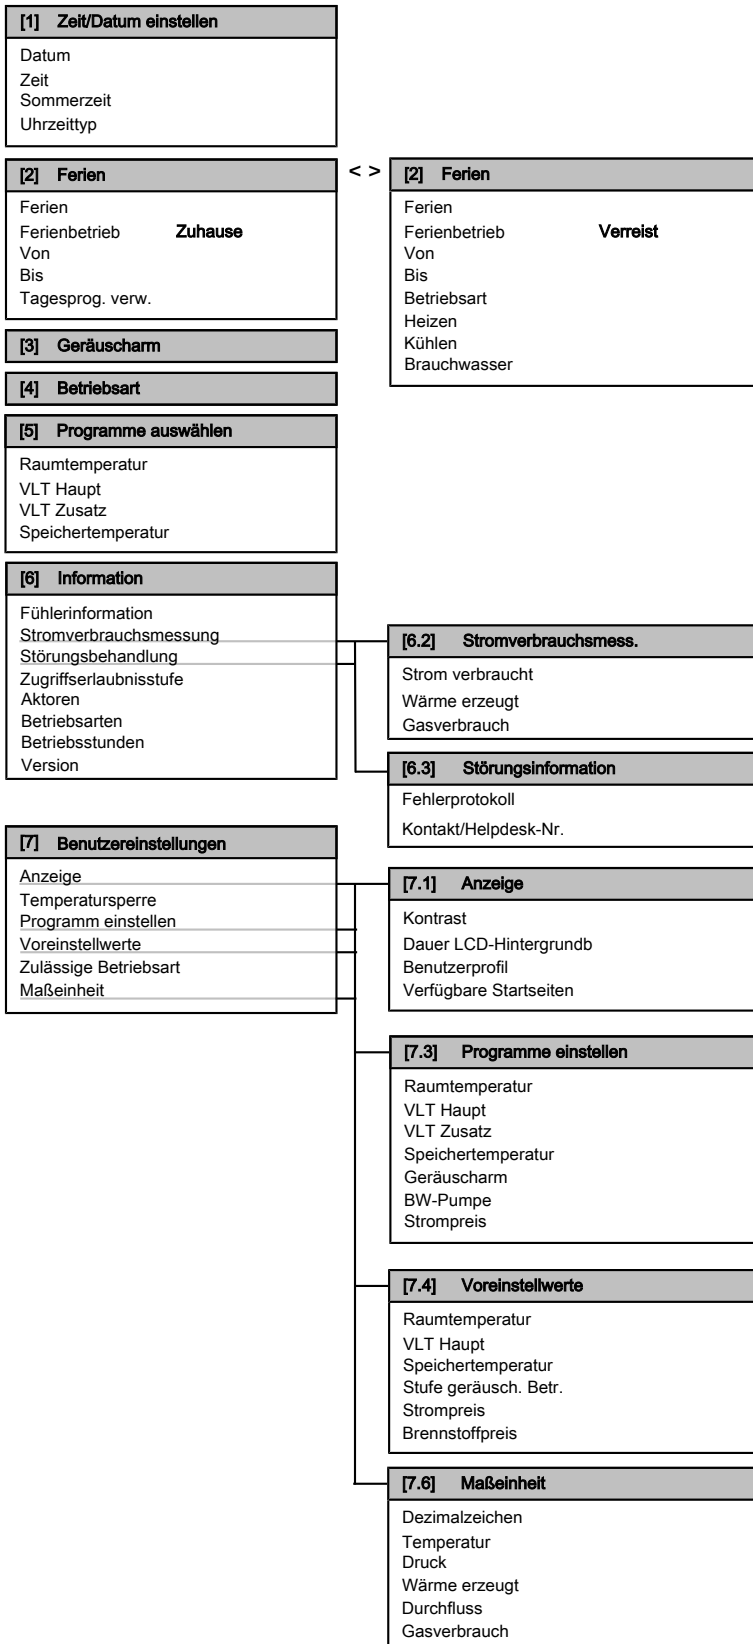 [1] Zeit/Datum einstellen
Datum
Zeit
Sommerzeit
Uhrzeittyp
[2] Ferien
Ferien
Ferienbetrieb Zuhause
Von
Bis
Tagesprog. verw.
< >
[2] Ferien
Ferien
Ferienbetrieb Verreist
Von
Bis
Betriebsart
Heizen
Kühlen
Brauchwasser
[3] Geräuscharm
[4] Betriebsart
[5] Programme auswählen
Raumtemperatur
VLT Haupt
VLT Zusatz
Speichertemperatur
[6] Information
Fühlerinformation
Stromverbrauchsmessung
Störungsbehandlung
Zugriffserlaubnisstufe
Aktoren
Betriebsarten
Betriebsstunden
Version
[6.2] Stromverbrauchsmess.
Strom verbraucht
Wärme erzeugt
Gasverbrauch
[6.3] Störungsinformation
Fehlerprotokoll
Kontakt/Helpdesk-Nr.
[7] Benutzereinstellungen
Anzeige
Temperatursperre
Programm einstellen
Voreinstellwerte
Zulässige Betriebsart
Maßeinheit
[7.1] Anzeige
Kontrast
Dauer LCD-Hintergrundb
Benutzerprofil
Verfügbare Startseiten
[7.3] Programme einstellen
Raumtemperatur
VLT Haupt
VLT Zusatz
Speichertemperatur
Geräuscharm
BW-Pumpe
Strompreis
[7.4] Voreinstellwerte
Raumtemperatur
VLT Haupt
Speichertemperatur
Stufe geräusch. Betr.
Strompreis
Brennstoffpreis
[7.6] Maßeinheit
Dezimalzeichen
Temperatur
Druck
Wärme erzeugt
Durchfluss
Gasverbrauch